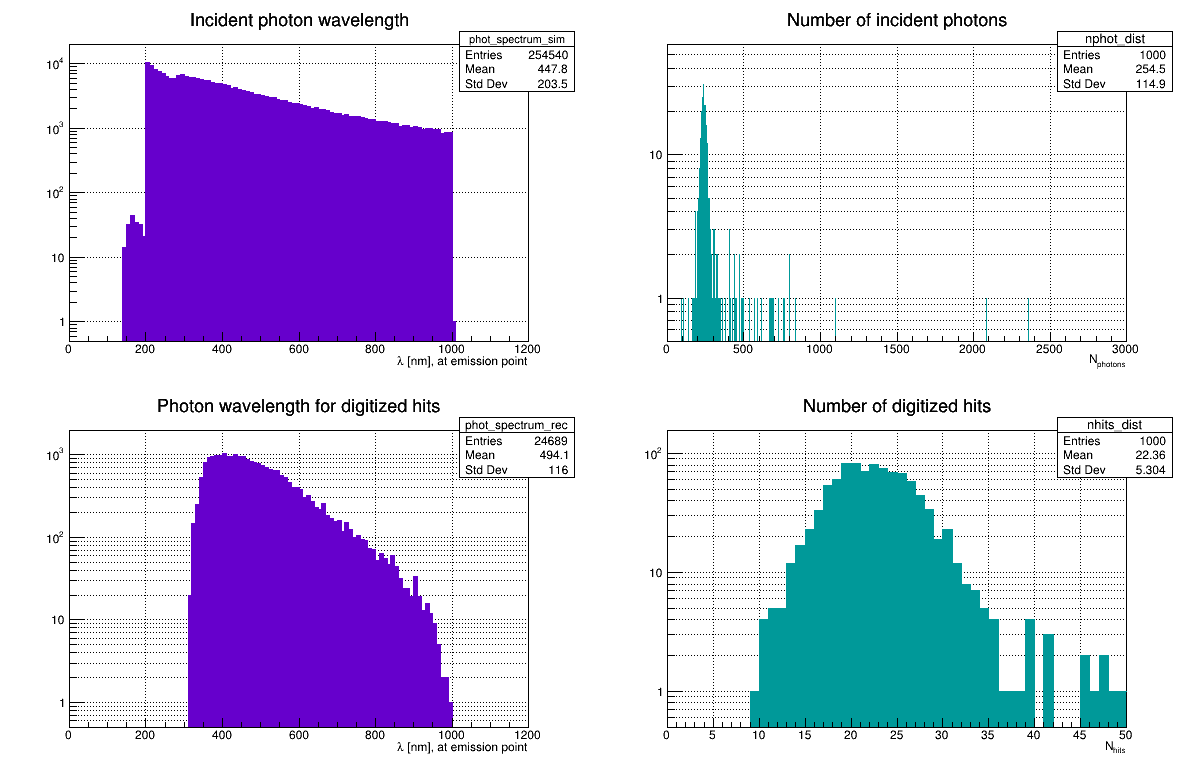 Incident photon wavelength
phot_spectrum_sim
Entries 254540
Mean 447.8
Std Dev 203.5
10^4
10^3
10^2
10
1
0 200 400 600 800 1000 1200
λ [nm], at emission point
Number of incident photons
nphot_dist
Entries 1000
Mean 254.5
Std Dev 114.9
10
1
0 500 1000 1500 2000 2500 3000
N_photons
Photon wavelength for digitized hits
phot_spectrum_rec
Entries 24689
Mean 494.1
Std Dev 116
10^3
10^2
10
1
0 200 400 600 800 1000 1200
λ [nm], at emission point
Number of digitized hits
nhits_dist
Entries 1000
Mean 22.36
Std Dev 5.304
10^2
10
1
0 5 10 15 20 25 30 35 40 45 50
N_hits